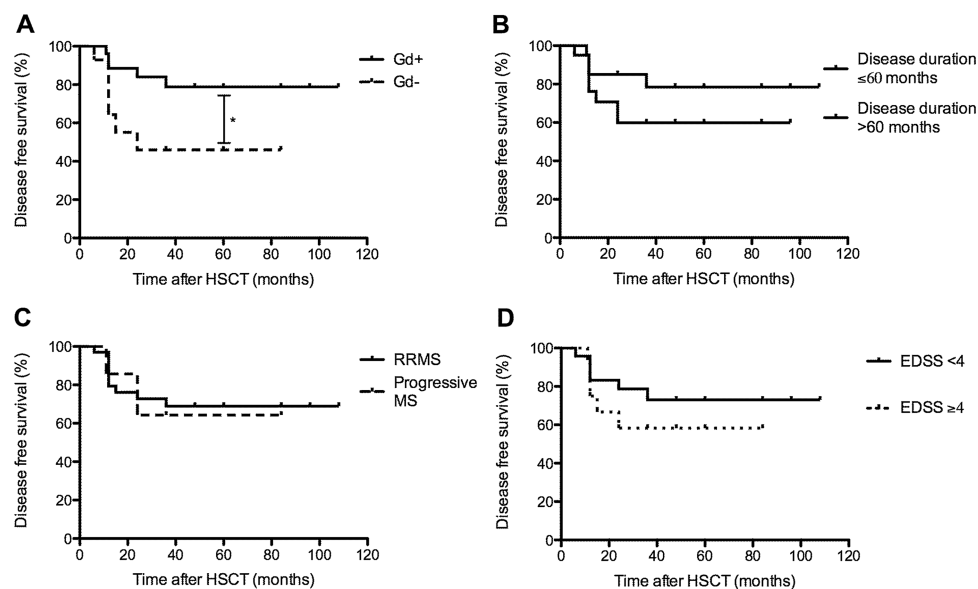 A
Disease free survival (%)
100
80
60
40
20
0
0 20 40 60 80 100 120
Time after HSCT (months)
Gd+
Gd-
*
B
Disease free survival (%)
100
80
60
40
20
0
0 20 40 60 80 100 120
Time after HSCT (months)
Disease duration
≤60 months
Disease duration
>60 months
C
Disease free survival (%)
100
80
60
40
20
0
0 20 40 60 80 100 120
Time after HSCT (months)
RRMS
Progressive
MS
D
Disease free survival (%)
100
80
60
40
20
0
0 20 40 60 80 100 120
Time after HSCT (months)
EDSS <4
EDSS ≥4